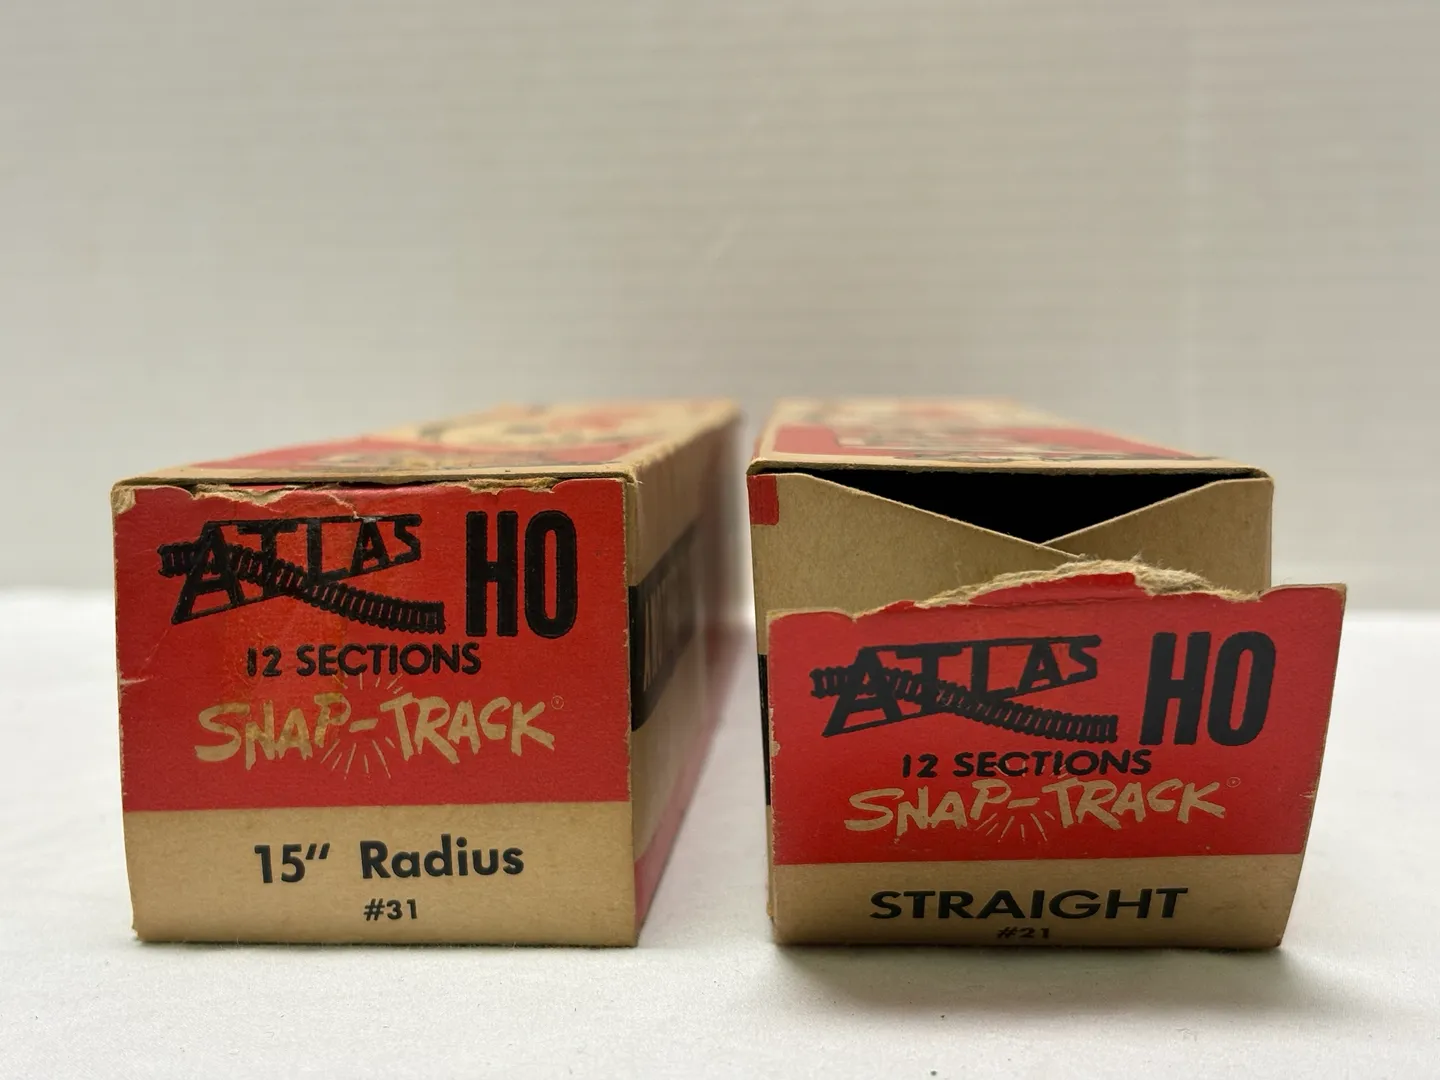 ATLAS HO
12 SECTIONS
SNAP-TRACK®
15" Radius
#31
ATLAS HO
12 SECTIONS
SNAP-TRACK®
STRAIGHT
#21